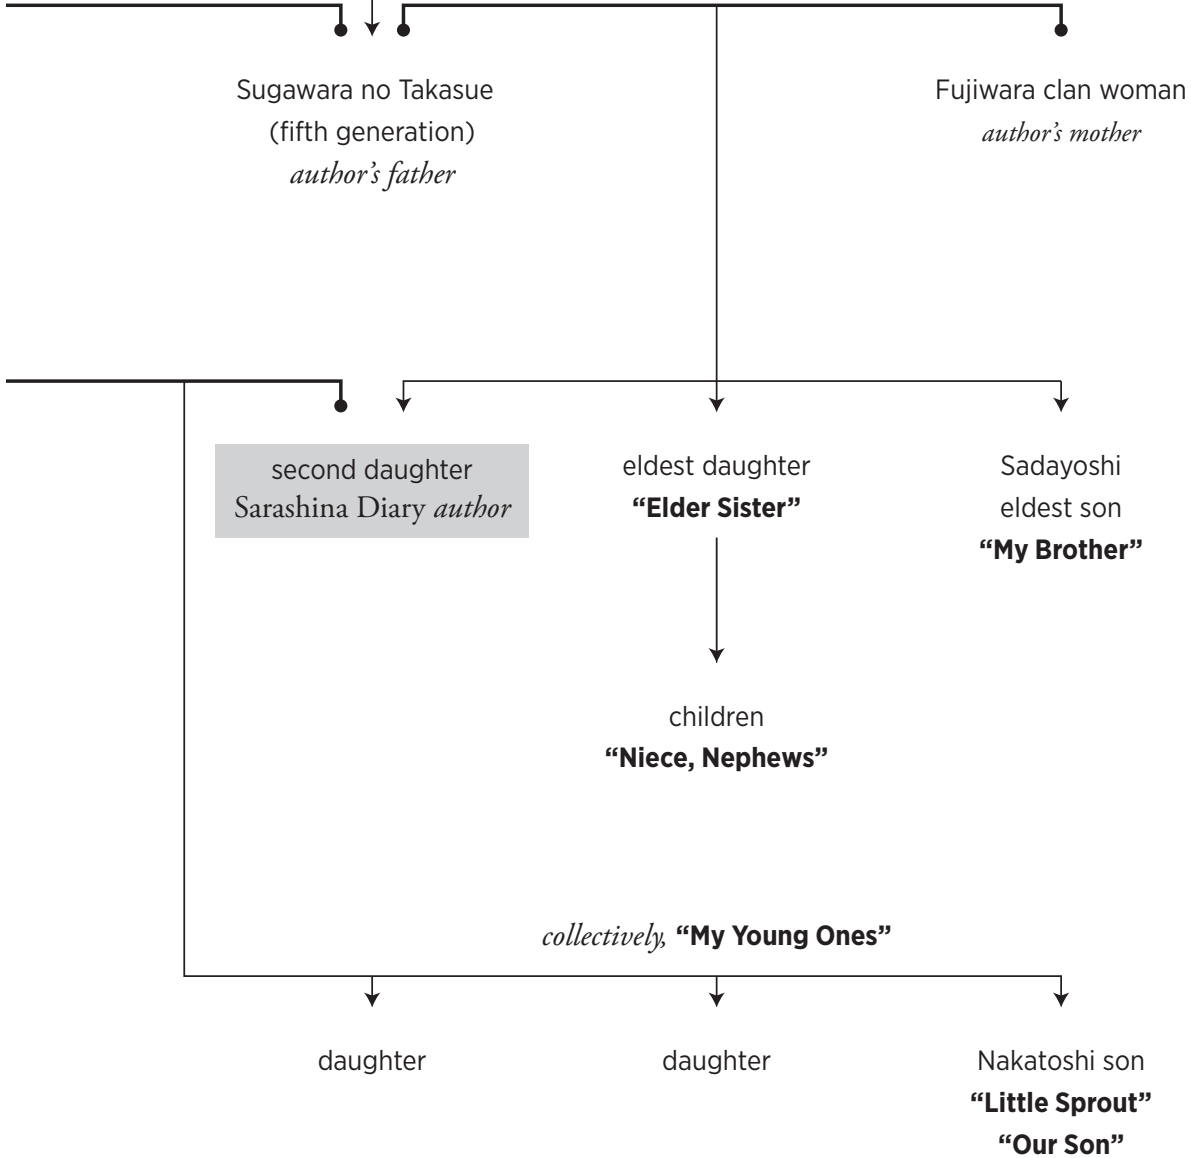 Sugawara no Takasue
(fifth generation)
author’s father
Fujiwara clan woman
author’s mother
second daughter
Sarashina Diary author
eldest daughter
“Elder Sister”
Sadayoshi
eldest son
“My Brother”
children
“Niece, Nephews”
collectively, “My Young Ones”
daughter
daughter
Nakatoshi son
“Little Sprout”
“Our Son”